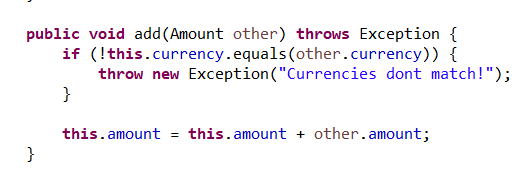 }
public void add(Amount other) throws Exception {
    if (!this.currency.equals(other.currency)) {
        throw new Exception("Currencies dont match!");
    }
    this.amount = this.amount + other.amount;
}